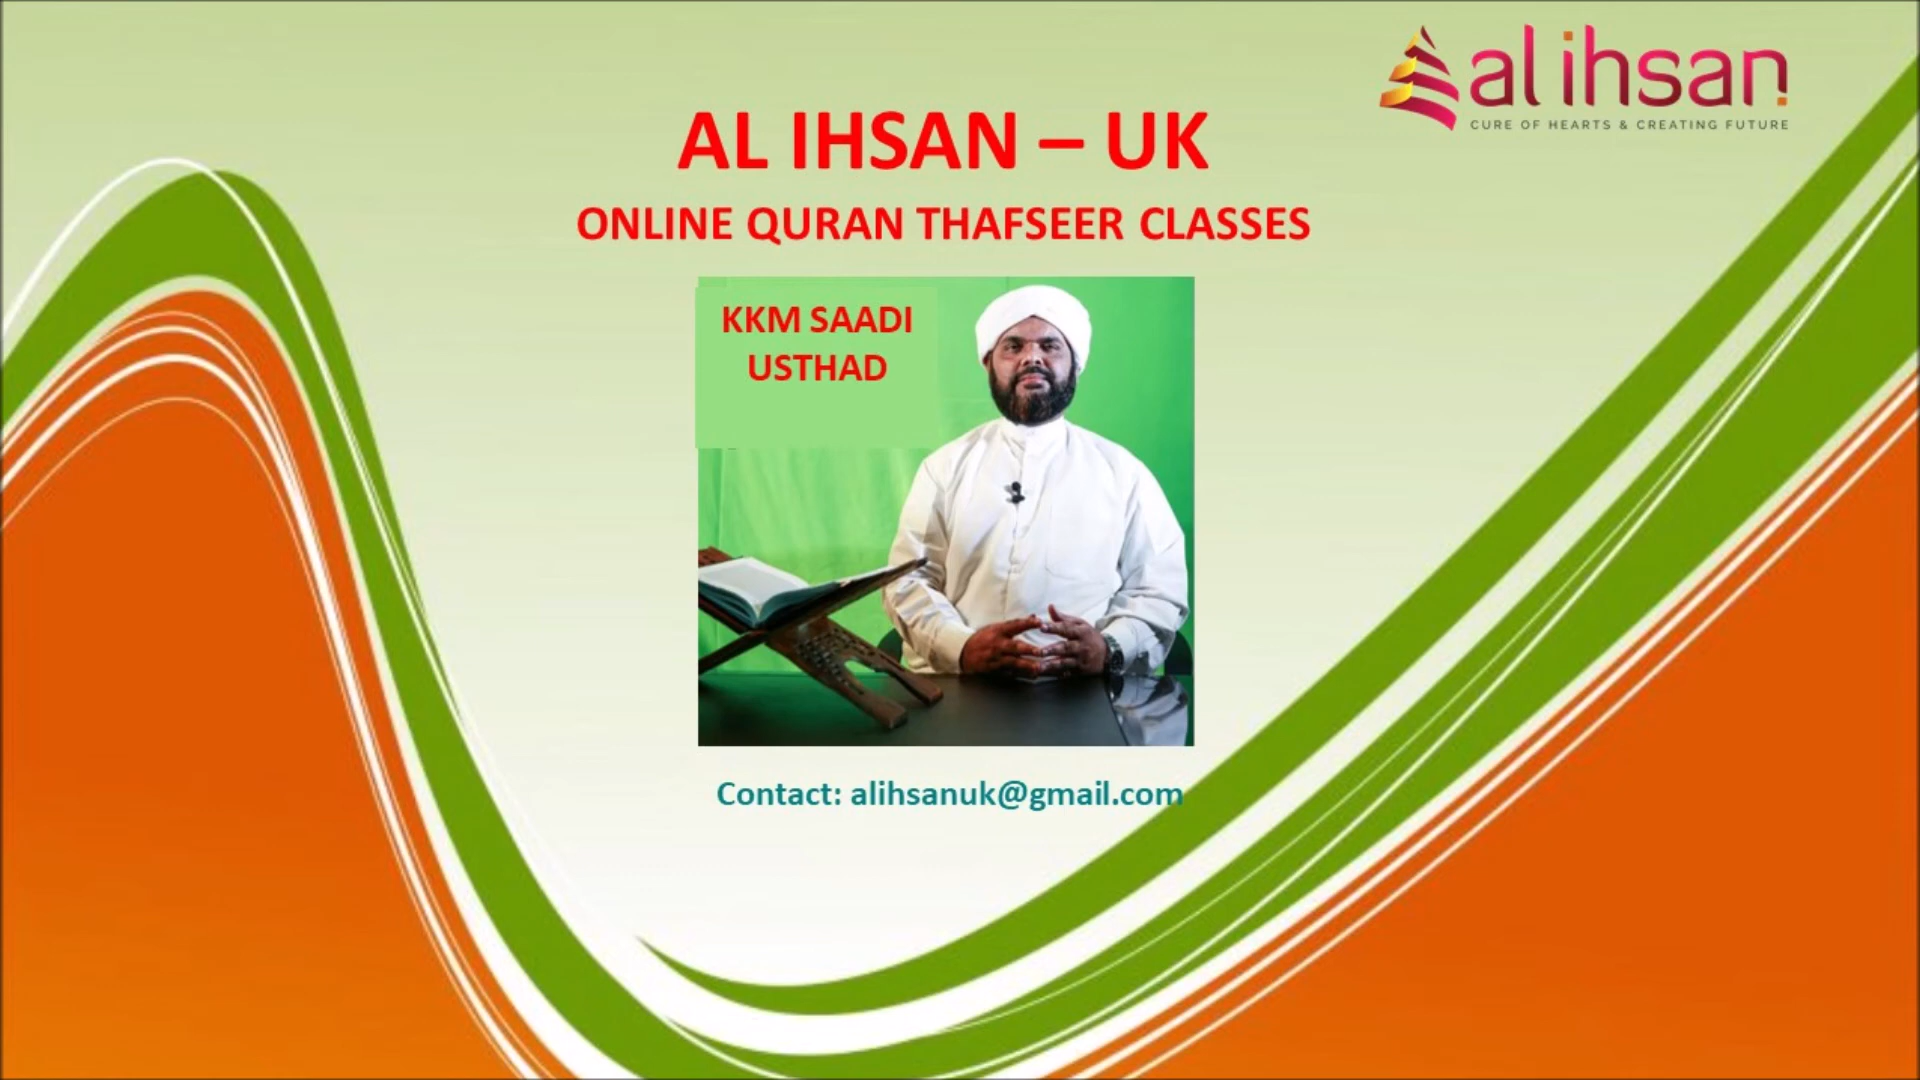 al ihsan
CURE OF HEARTS & CREATING FUTURE
AL IHSAN – UK
ONLINE QURAN THAFSEER CLASSES
KKM SAADI
USTHAD
Contact: alihsanuk@gmail.com